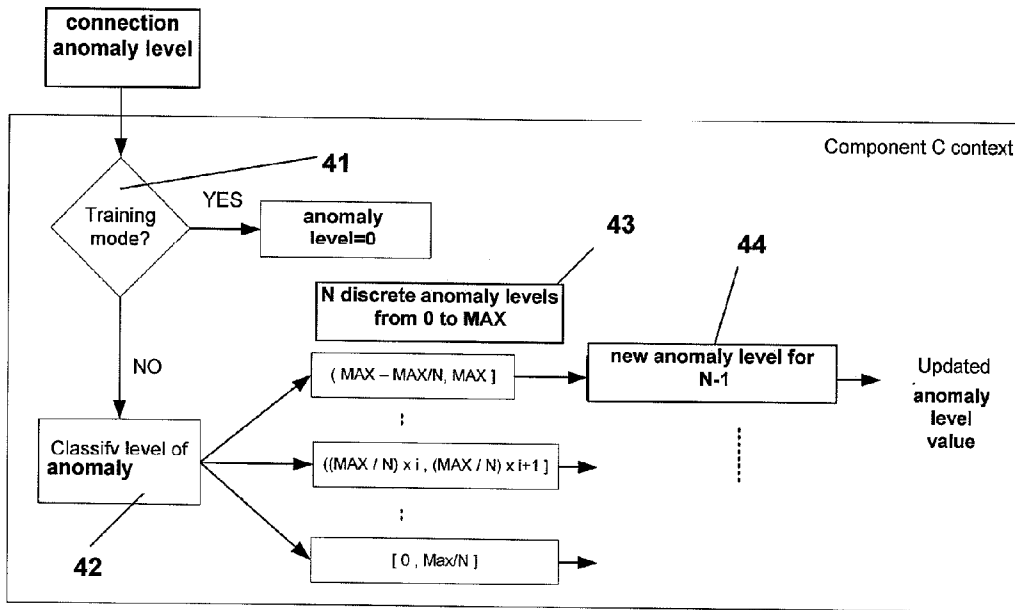 connection
anomaly level
Component C context
41
Training
mode?
YES
anomaly
level=0
43
N discrete anomaly levels
from 0 to MAX
44
NO
( MAX – MAX/N, MAX ]
new anomaly level for
N-1
Updated
anomaly
level
value
Classify level of
anomaly
((MAX / N) x i , (MAX / N) x i+1 ]
[ 0 , Max/N ]
42